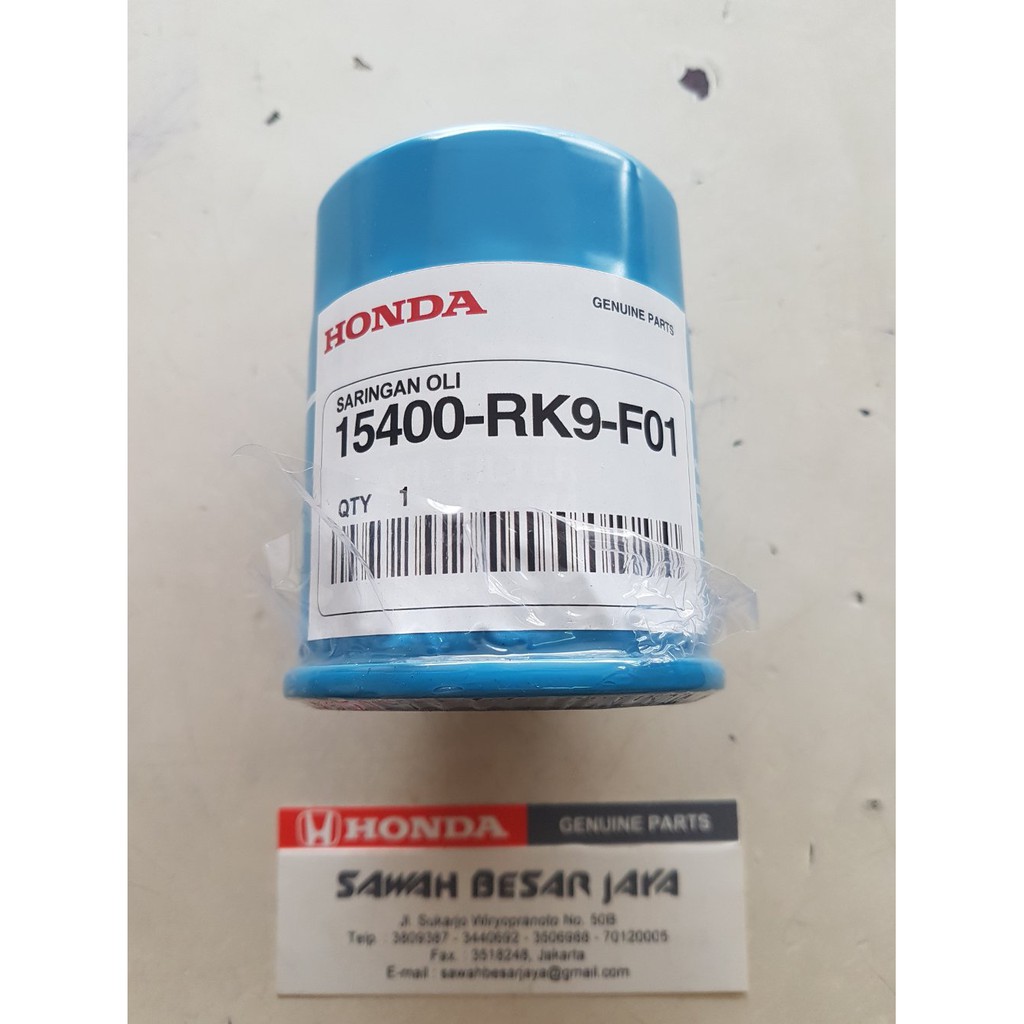 HONDA
GENUINE PARTS
SARINGAN OLI
15400-RK9-F01
QTY 1
HONDA GENUINE PARTS
SAWAH BESAR JAYA
Jl. Sukarjo Wiryopranoto No. 50B
Telp : 3809387 - 3440692 - 3506988 - 70120005
Fax. : 3518248, Jakarta
E-mail : sawahbesarjaya@gmail.com